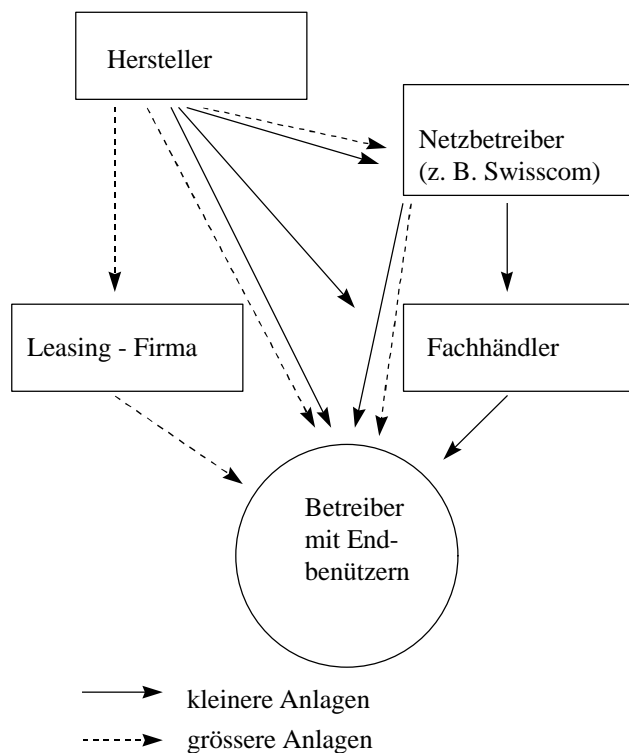 Hersteller
Netzbetreiber
(z. B. Swisscom)
Leasing - Firma
Fachhändler
Betreiber
mit End-
benützern
kleinere Anlagen
grössere Anlagen